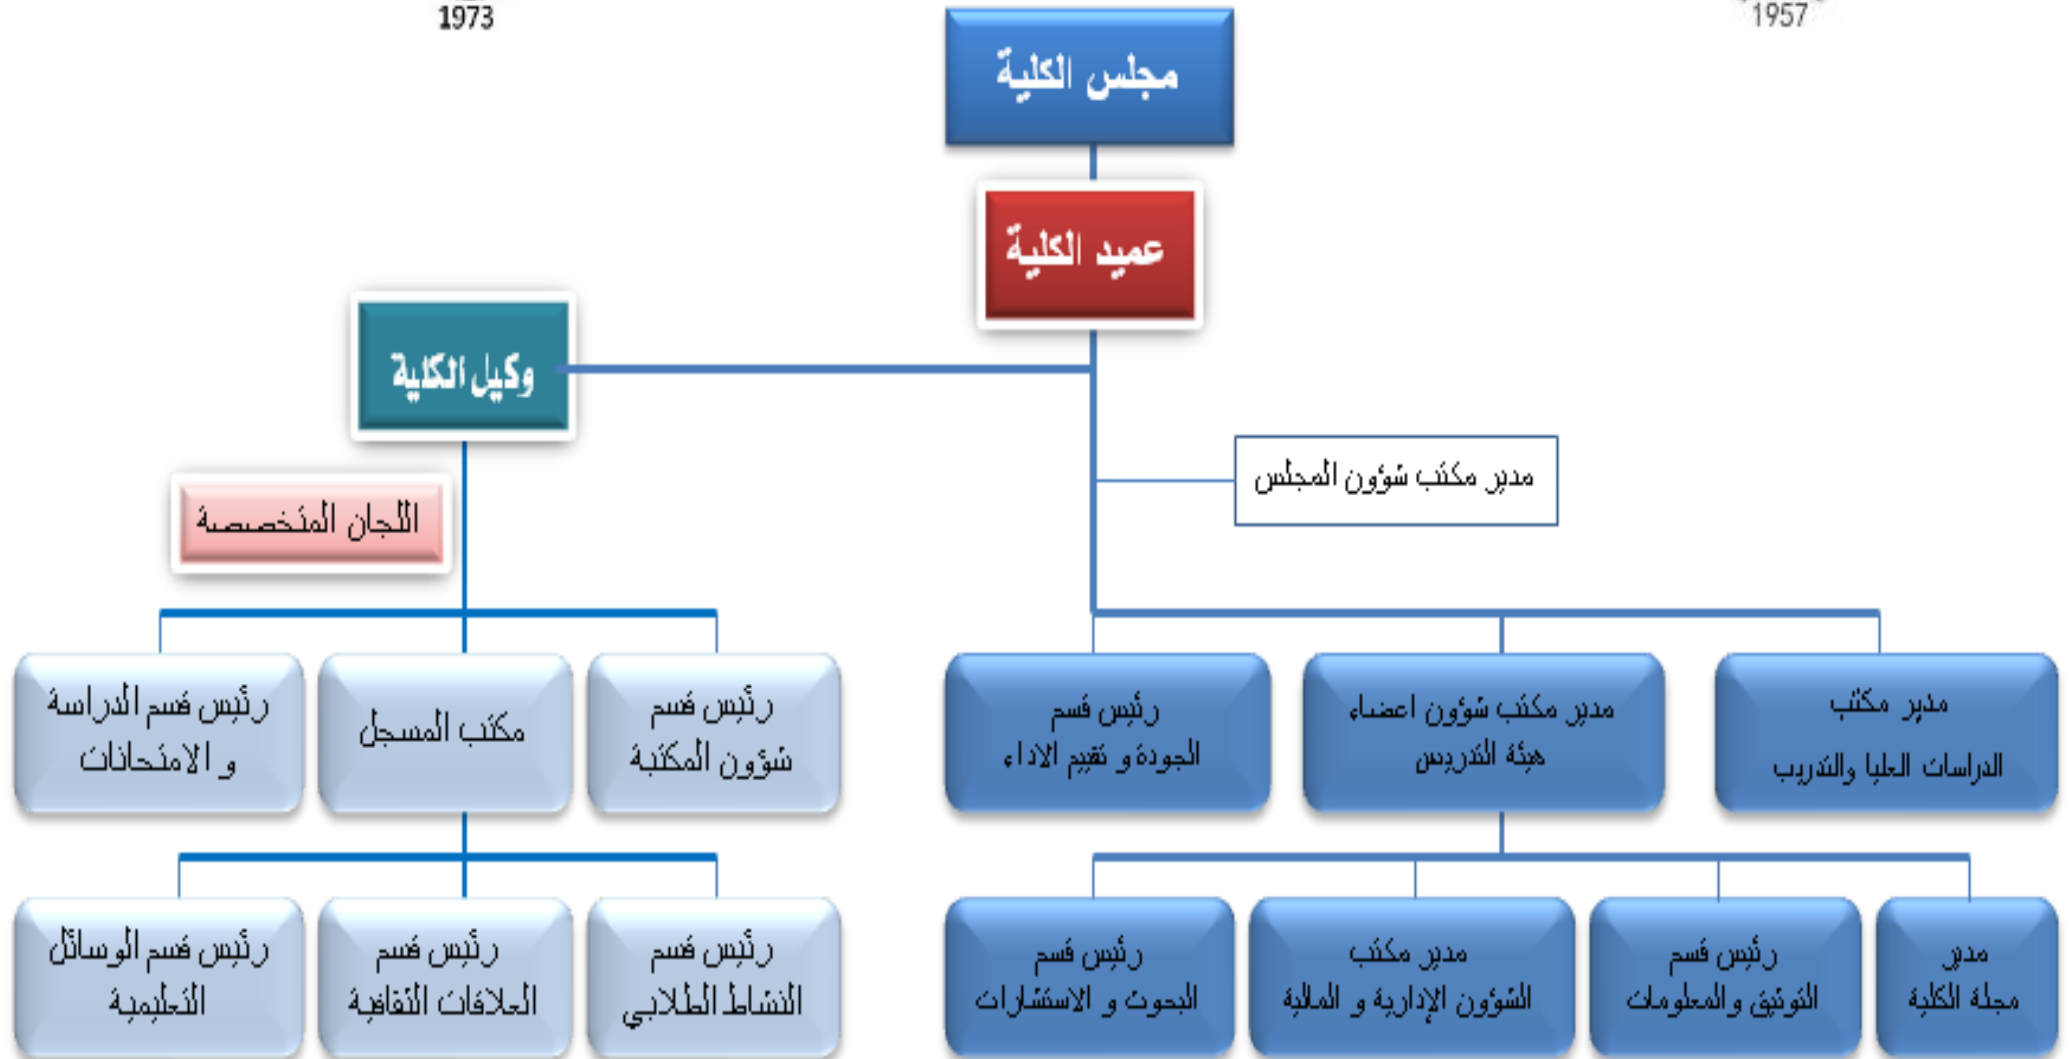 1973
1957
مجلس الكلية
عميد الكلية
وكيل الكلية
مدير مكتب شؤون المجلس
اللجان المتخصصة
مدير مكتب
الدراسات العليا والتدريب
مدير مكتب شؤون اعضاء
هيئة التدريس
رئيس قسم
الجودة و تقييم الاداء
رئيس قسم
شؤون المكتبة
مكتب المسجل
رئيس قسم الدراسة
و الامتحانات
مدير
مجلة الكلية
رئيس قسم
التوثيق والمعلومات
مدير مكتب
الشؤون الإدارية و المالية
رئيس قسم
البحوث و الاستشارات
رئيس قسم
النشاط الطلابي
رئيس قسم
العلاقات الثقافية
رئيس قسم الوسائل
التعليمية